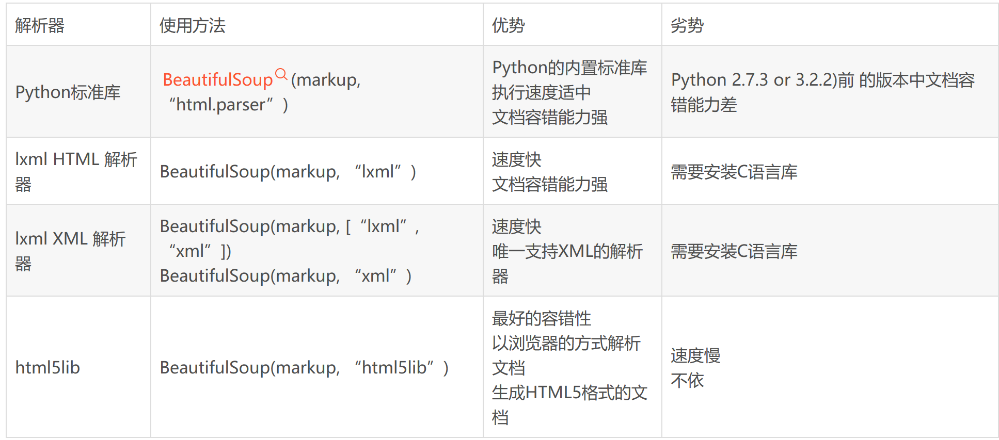 解析器
使用方法
优势
劣势
Python标准库
BeautifulSoup(markup,
“html.parser”)
Python的内置标准库
执行速度适中
文档容错能力强
Python 2.7.3 or 3.2.2)前 的版本中文档容
错能力差
lxml HTML 解析
器
BeautifulSoup(markup, “lxml”)
速度快
文档容错能力强
需要安装C语言库
lxml XML 解析
器
BeautifulSoup(markup, [“lxml”,
“xml”])
BeautifulSoup(markup, “xml”)
速度快
唯一支持XML的解析
器
需要安装C语言库
html5lib
BeautifulSoup(markup, “html5lib”)
最好的容错性
以浏览器的方式解析
文档
生成HTML5格式的文
档
速度慢
不依